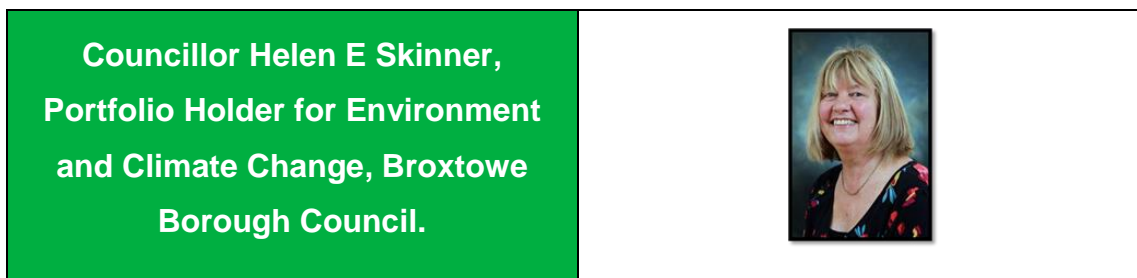 Councillor Helen E Skinner,
Portfolio Holder for Environment
and Climate Change, Broxtowe
Borough Council.